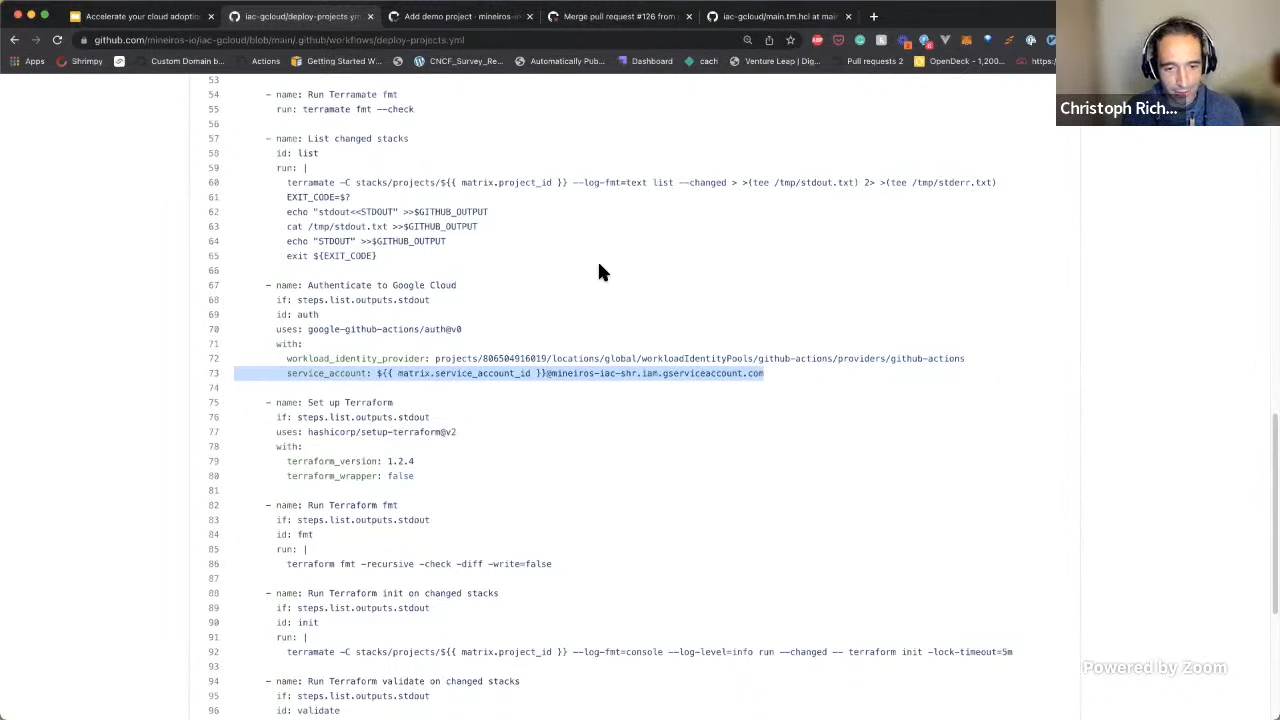 Accelerate your cloud adoptio
iac-gcloud/deploy-projects.yml
Add demo project · mineiros-i
Merge pull request #126 from
iac-gcloud/main.tm.hcl at mai
github.com/mineiros-io/iac-gcloud/blob/main/.github/workflows/deploy-projects.yml
Apps
Shrimpy
Custom Domain b...
Actions
Getting Started W...
CNCF_Survey_Re...
Automatically Pub...
Dashboard
cach
Venture Leap | Dig...
Pull requests 2
OpenDeck - 1,200...
https:/
Christoph Rich...
53
54 - name: Run Terramate fmt
55 run: terramate fmt --check
56
57 - name: List changed stacks
58 id: list
59 run: |
60 terramate -C stacks/projects/${{ matrix.project_id }} --log-fmt=text list --changed > >(tee /tmp/stdout.txt) 2> >(tee /tmp/stderr.txt)
61 EXIT_CODE=$?
62 echo "stdout<<STDOUT" >>$GITHUB_OUTPUT
63 cat /tmp/stdout.txt >>$GITHUB_OUTPUT
64 echo "STDOUT" >>$GITHUB_OUTPUT
65 exit ${EXIT_CODE}
66
67 - name: Authenticate to Google Cloud
68 if: steps.list.outputs.stdout
69 id: auth
70 uses: google-github-actions/auth@v0
71 with:
72 workload_identity_provider: projects/806504916019/locations/global/workloadIdentityPools/github-actions/providers/github-actions
73 service_account: ${{ matrix.service_account_id }}@mineiros-iac-shr.iam.gserviceaccount.com
74
75 - name: Set up Terraform
76 if: steps.list.outputs.stdout
77 uses: hashicorp/setup-terraform@v2
78 with:
79 terraform_version: 1.2.4
80 terraform_wrapper: false
81
82 - name: Run Terraform fmt
83 if: steps.list.outputs.stdout
84 id: fmt
85 run: |
86 terraform fmt -recursive -check -diff -write=false
87
88 - name: Run Terraform init on changed stacks
89 if: steps.list.outputs.stdout
90 id: init
91 run: |
92 terramate -C stacks/projects/${{ matrix.project_id }} --log-fmt=console --log-level=info run --changed -- terraform init -lock-timeout=5m
93
94 - name: Run Terraform validate on changed stacks
95 if: steps.list.outputs.stdout
96 id: validate
Powered by Zoom